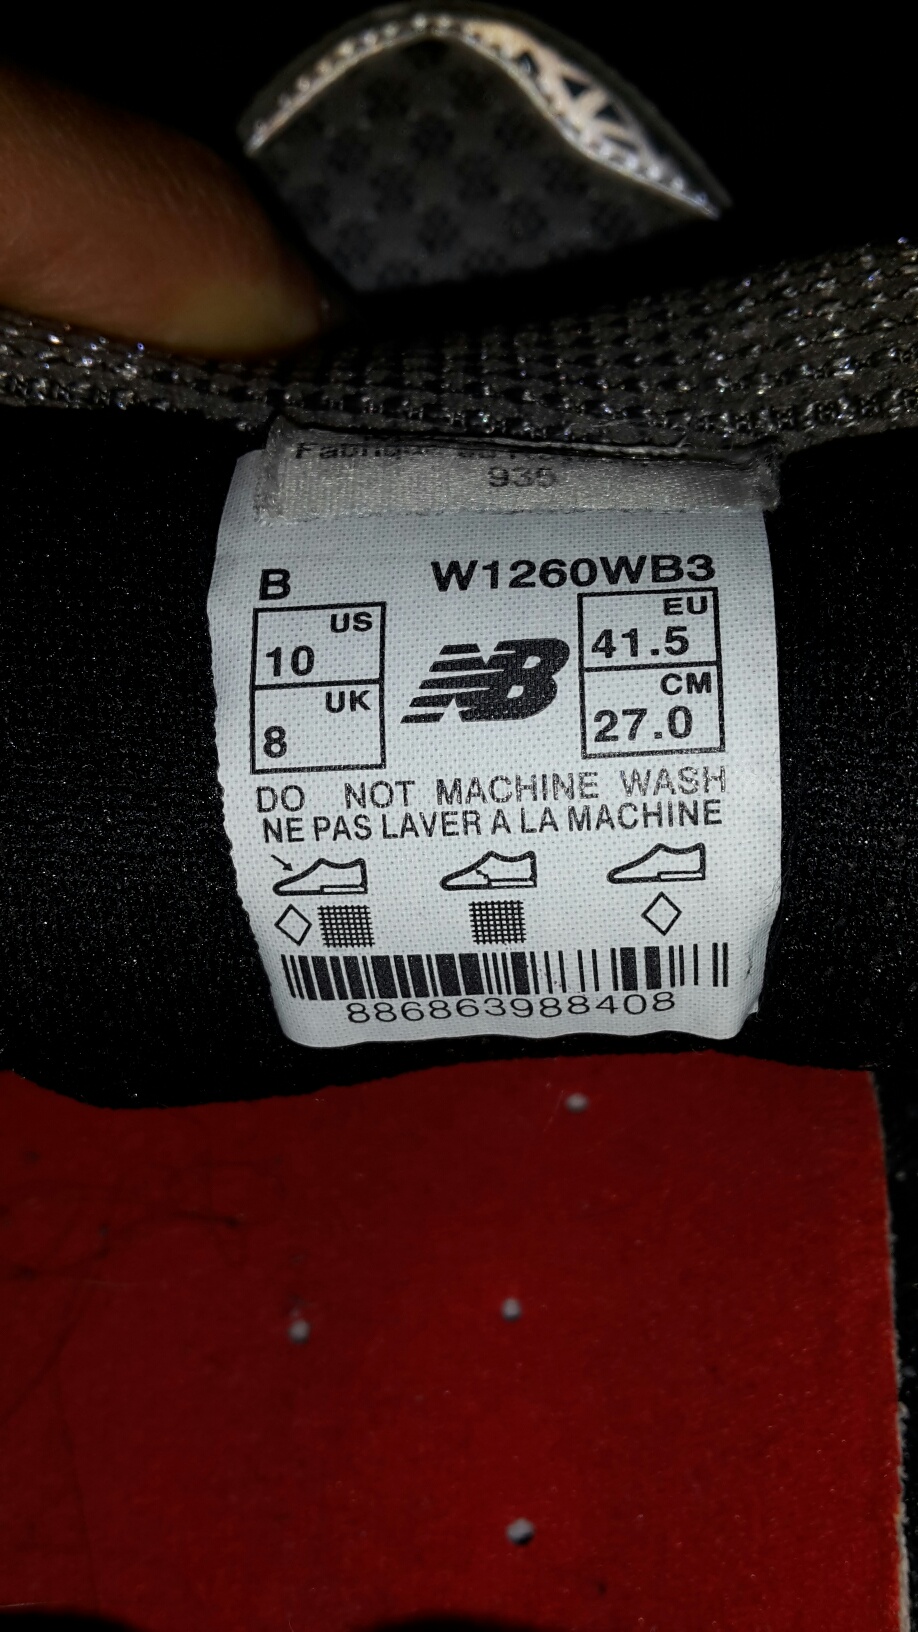 935
B W1260WB3
US EU
10 41.5
NB
UK CM
8 27.0
DO NOT MACHINE WASH
NE PAS LAVER A LA MACHINE
886863988408